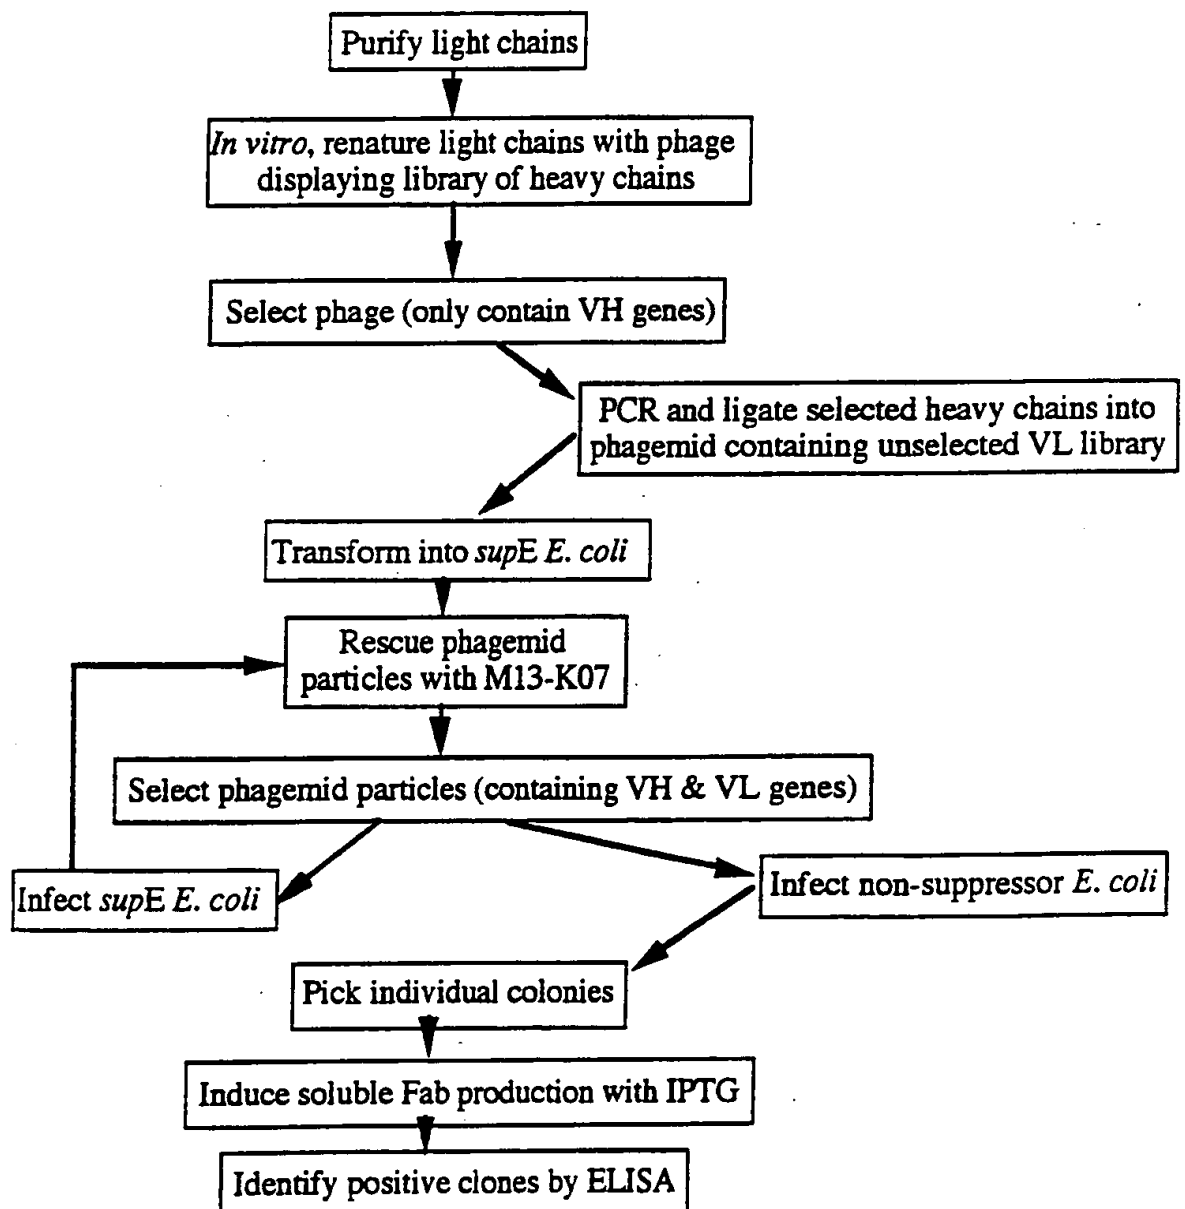 Purify light chains
In vitro, renature light chains with phage
displaying library of heavy chains
Select phage (only contain VH genes)
PCR and ligate selected heavy chains into
phagemid containing unselected VL library
Transform into supE E. coli
Rescue phagemid
particles with M13-K07
Select phagemid particles (containing VH & VL genes)
Infect supE E. coli
Infect non-suppressor E. coli
Pick individual colonies
Induce soluble Fab production with IPTG
Identify positive clones by ELISA